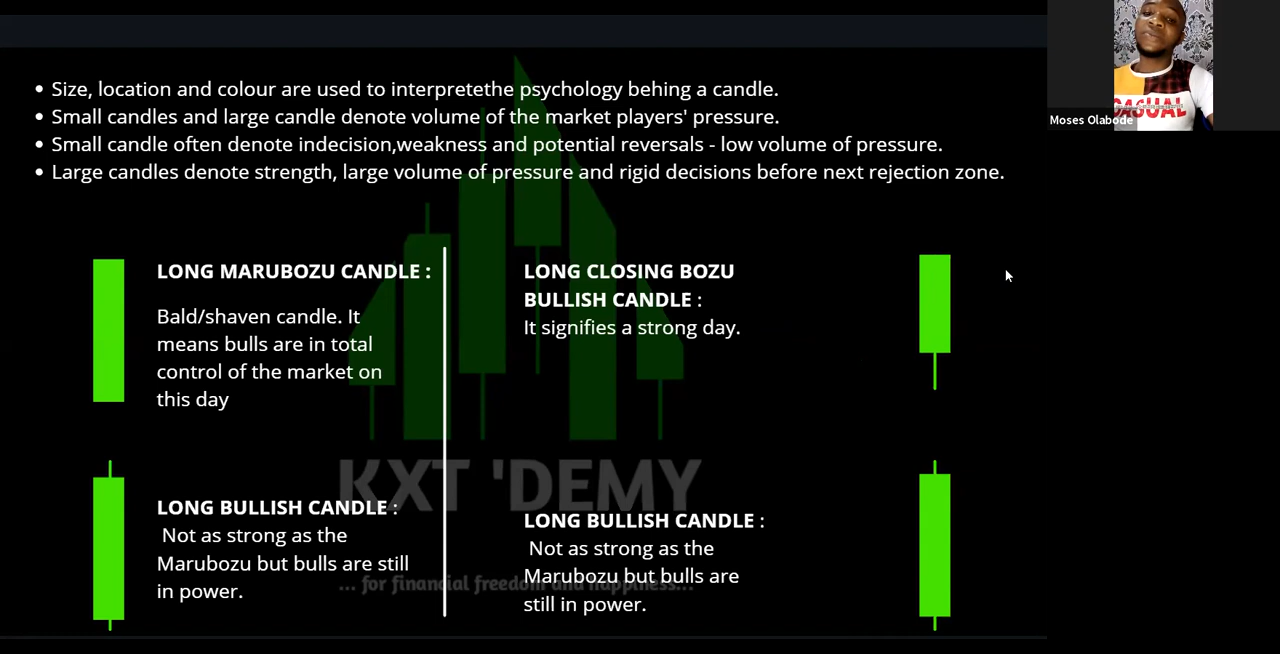 • Size, location and colour are used to interpretethe psychology behing a candle.
• Small candles and large candle denote volume of the market players' pressure.
• Small candle often denote indecision,weakness and potential reversals - low volume of pressure.
• Large candles denote strength, large volume of pressure and rigid decisions before next rejection zone.
Moses Olabode
CASUAL
LONG MARUBOZU CANDLE :
Bald/shaven candle. It
means bulls are in total
control of the market on
this day
LONG CLOSING BOZU
BULLISH CANDLE :
It signifies a strong day.
KXT 'DEMY
... for financial freedom and happiness...
LONG BULLISH CANDLE :
Not as strong as the
Marubozu but bulls are still
in power.
LONG BULLISH CANDLE :
Not as strong as the
Marubozu but bulls are
still in power.